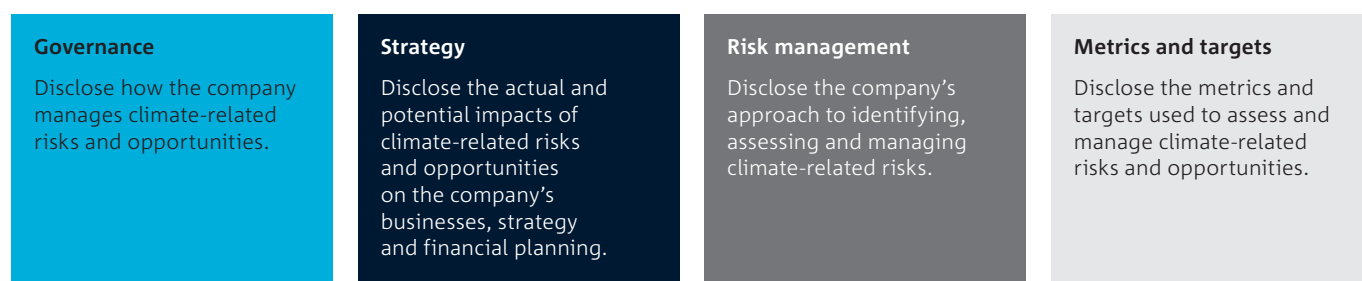 Governance
Disclose how the company
manages climate-related
risks and opportunities.
Strategy
Disclose the actual and
potential impacts of
climate-related risks
and opportunities
on the company's
businesses, strategy
and financial planning.
Risk management
Disclose the company's
approach to identifying,
assessing and managing
climate-related risks.
Metrics and targets
Disclose the metrics and
targets used to assess and
manage climate-related
risks and opportunities.